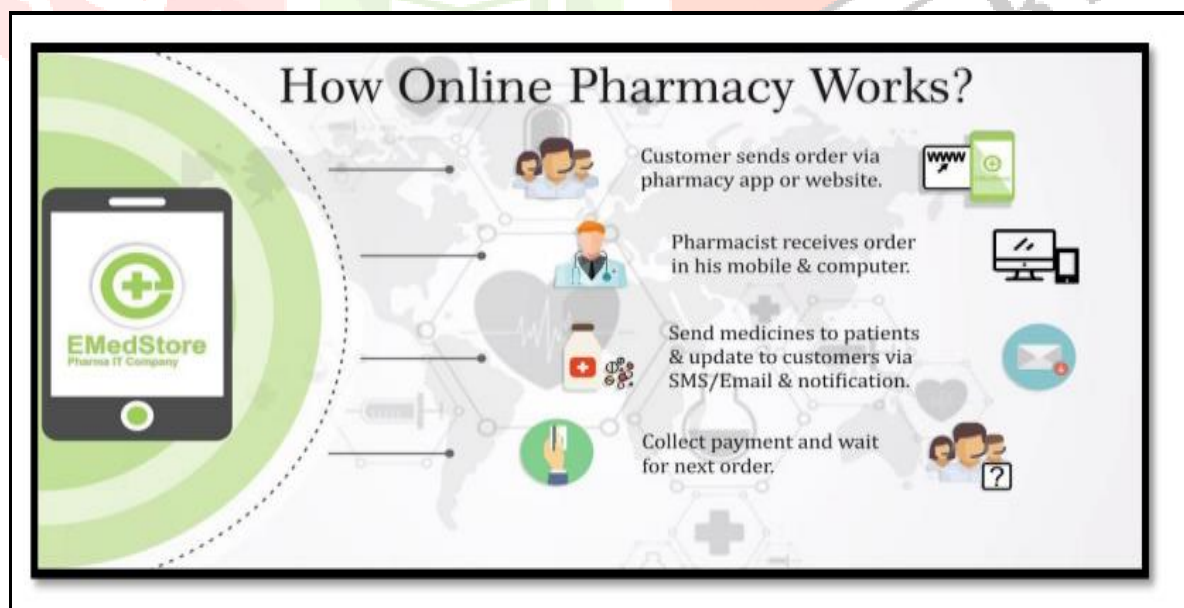 How Online Pharmacy Works?
Customer sends order via
pharmacy app or website.
www
Pharmacist receives order
in his mobile & computer.
EMedStore
Pharma IT Company
Send medicines to patients
& update to customers via
SMS/Email & notification.
Collect payment and wait
for next order.
?